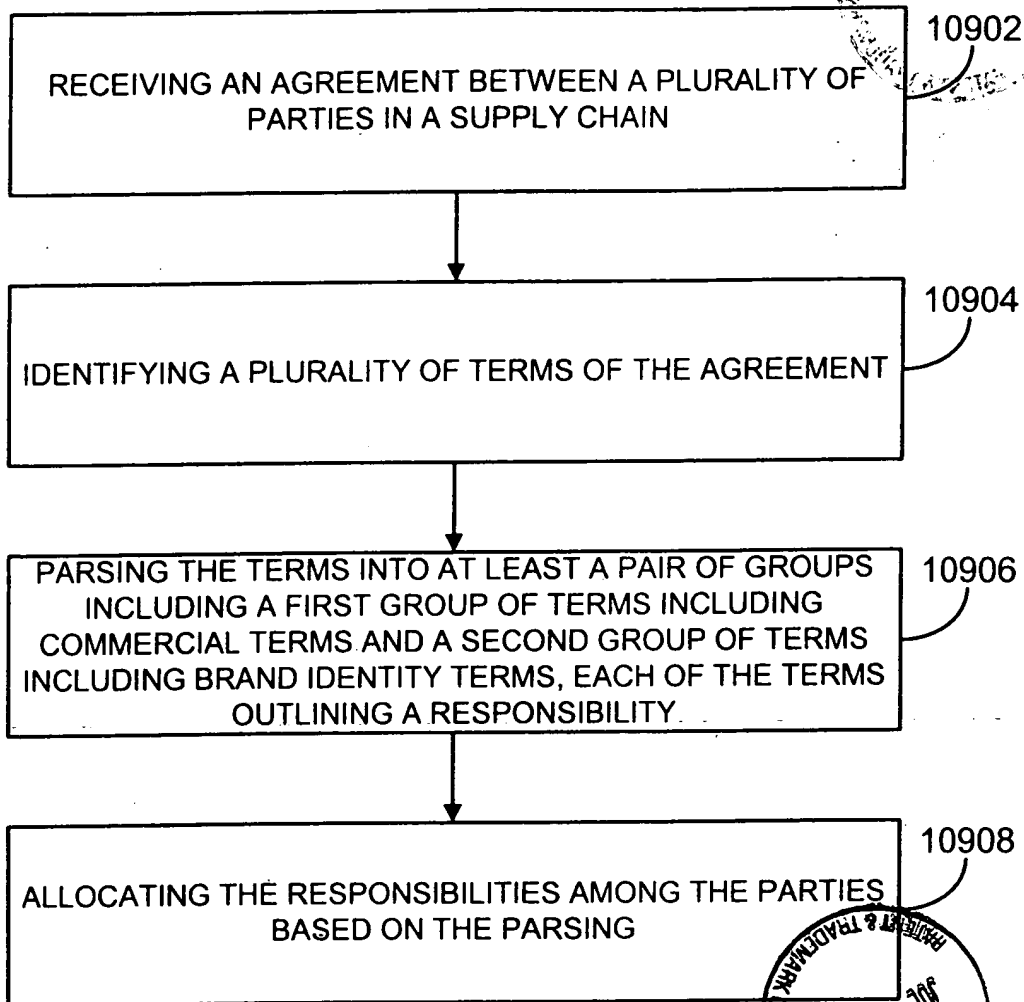 10902
RECEIVING AN AGREEMENT BETWEEN A PLURALITY OF
PARTIES IN A SUPPLY CHAIN
10904
IDENTIFYING A PLURALITY OF TERMS OF THE AGREEMENT
10906
PARSING THE TERMS INTO AT LEAST A PAIR OF GROUPS
INCLUDING A FIRST GROUP OF TERMS INCLUDING
COMMERCIAL TERMS AND A SECOND GROUP OF TERMS
INCLUDING BRAND IDENTITY TERMS, EACH OF THE TERMS
OUTLINING A RESPONSIBILITY
10908
ALLOCATING THE RESPONSIBILITIES AMONG THE PARTIES
BASED ON THE PARSING
PATENT & TRADEMARK